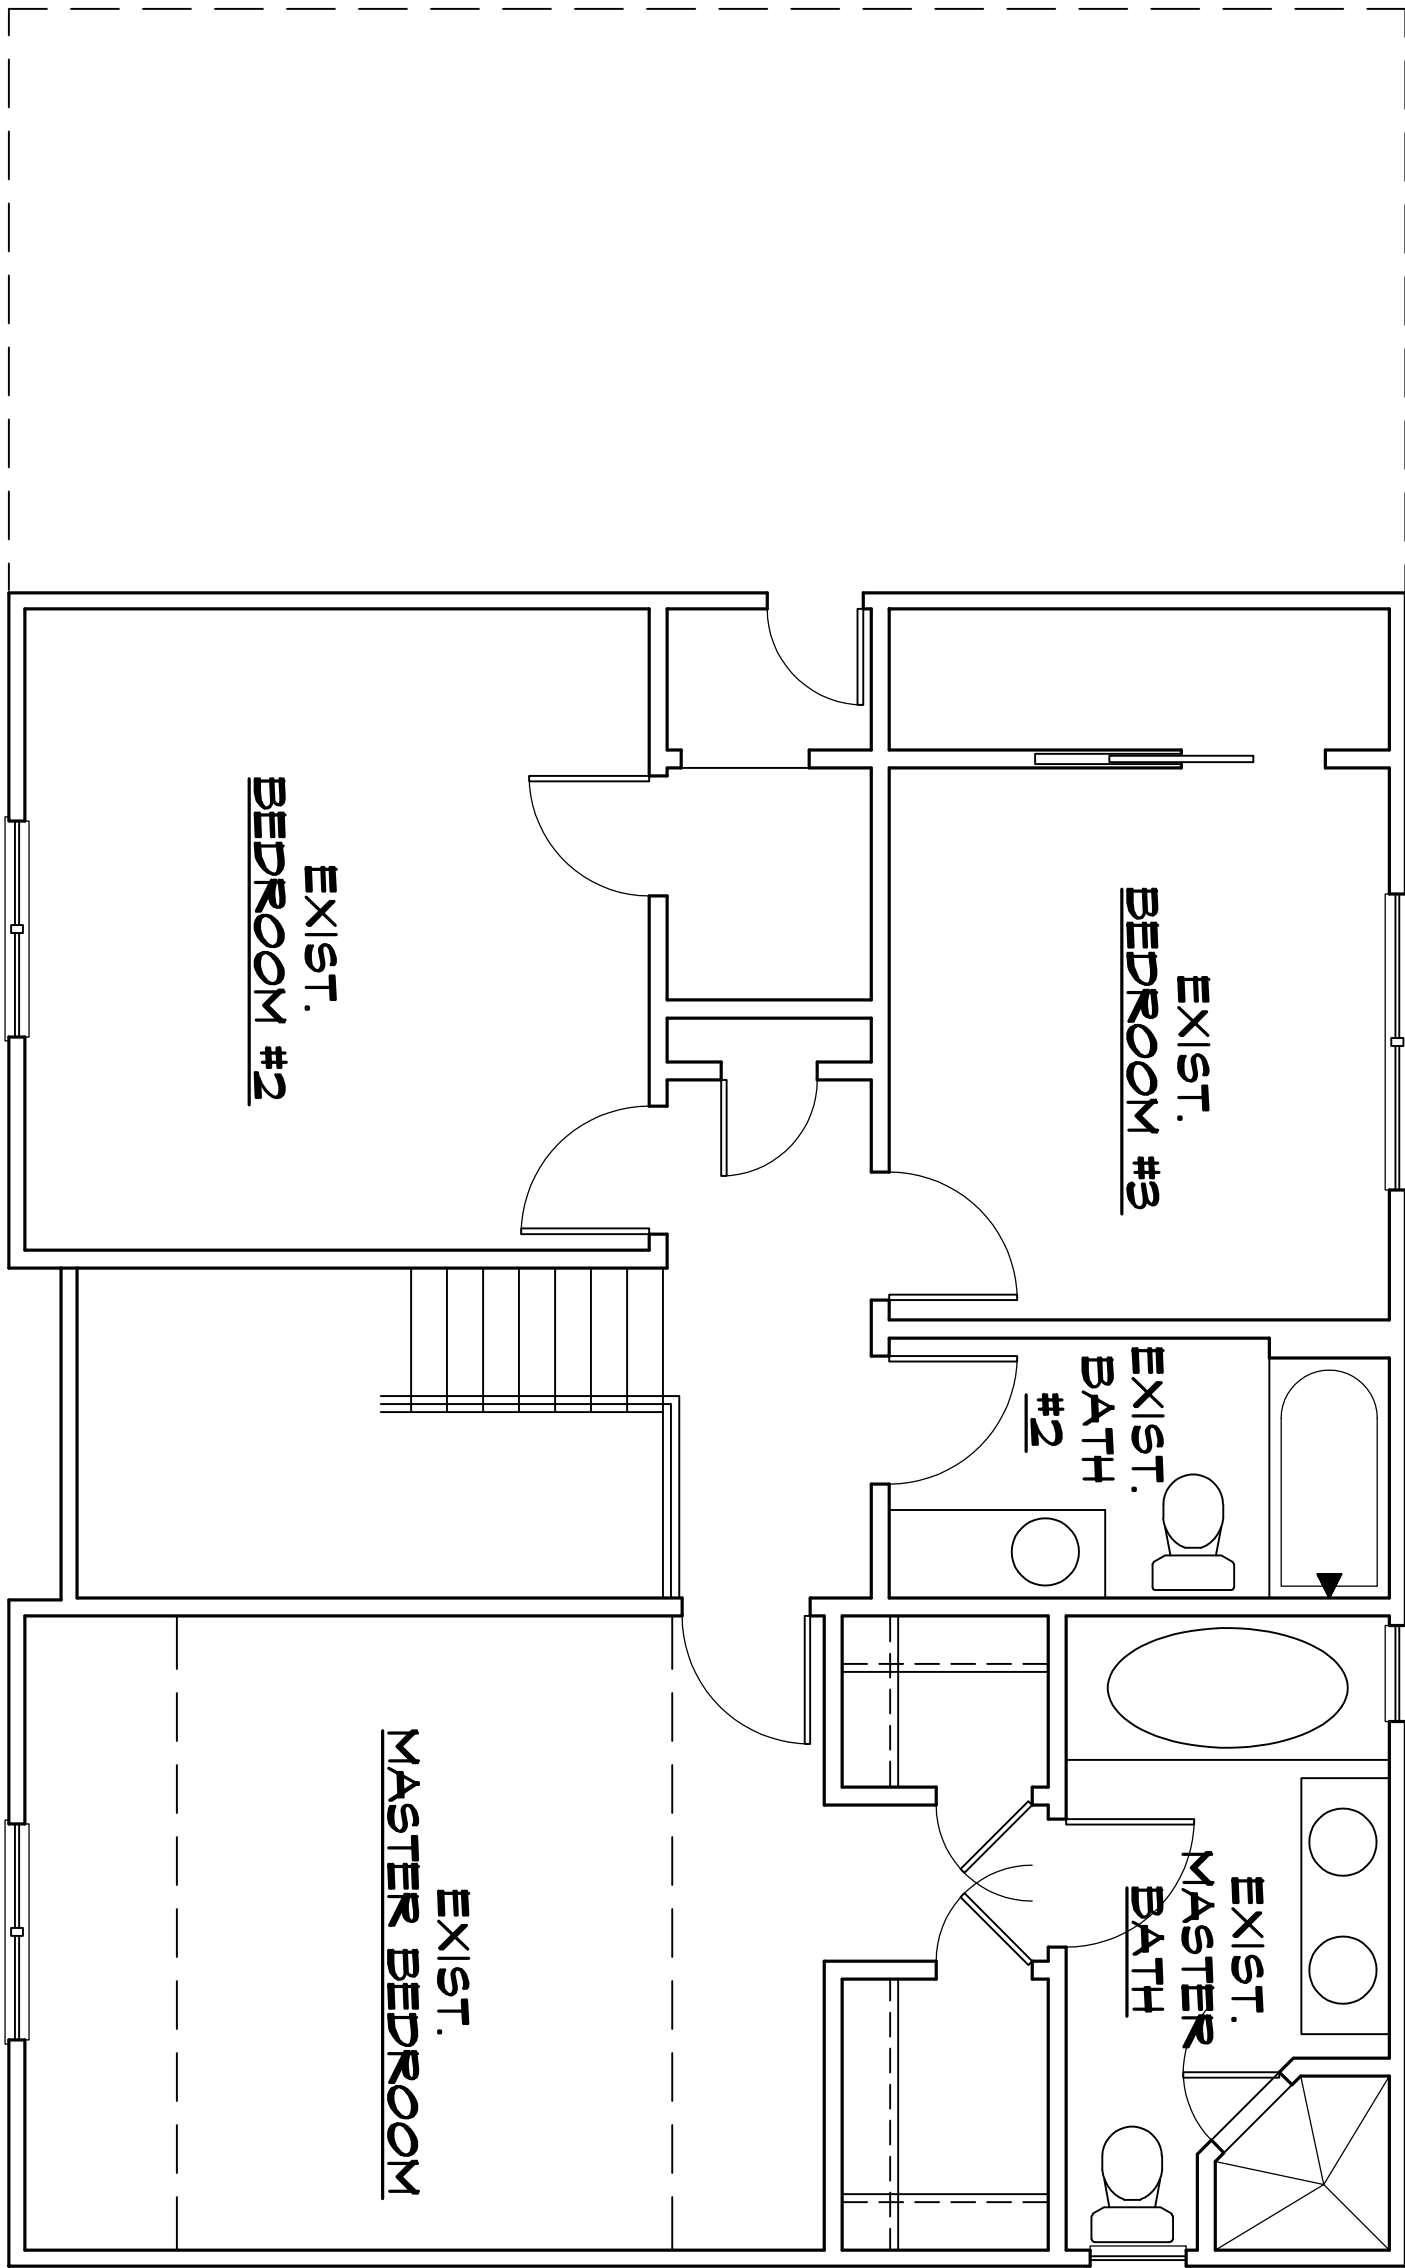 EXIST.
BEDROOM #3
EXIST.
BATH
#2
EXIST.
MASTER
BATH
EXIST.
BEDROOM #2
EXIST.
MASTER BEDROOM